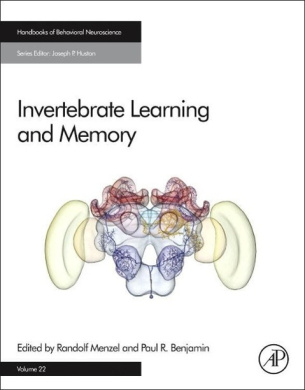 Handbooks of Behavioral Neuroscience
Series Editor: Joseph P. Huston
Invertebrate Learning
and Memory
Edited by Randolf Menzel and Paul R. Benjamin
Volume 22
AP